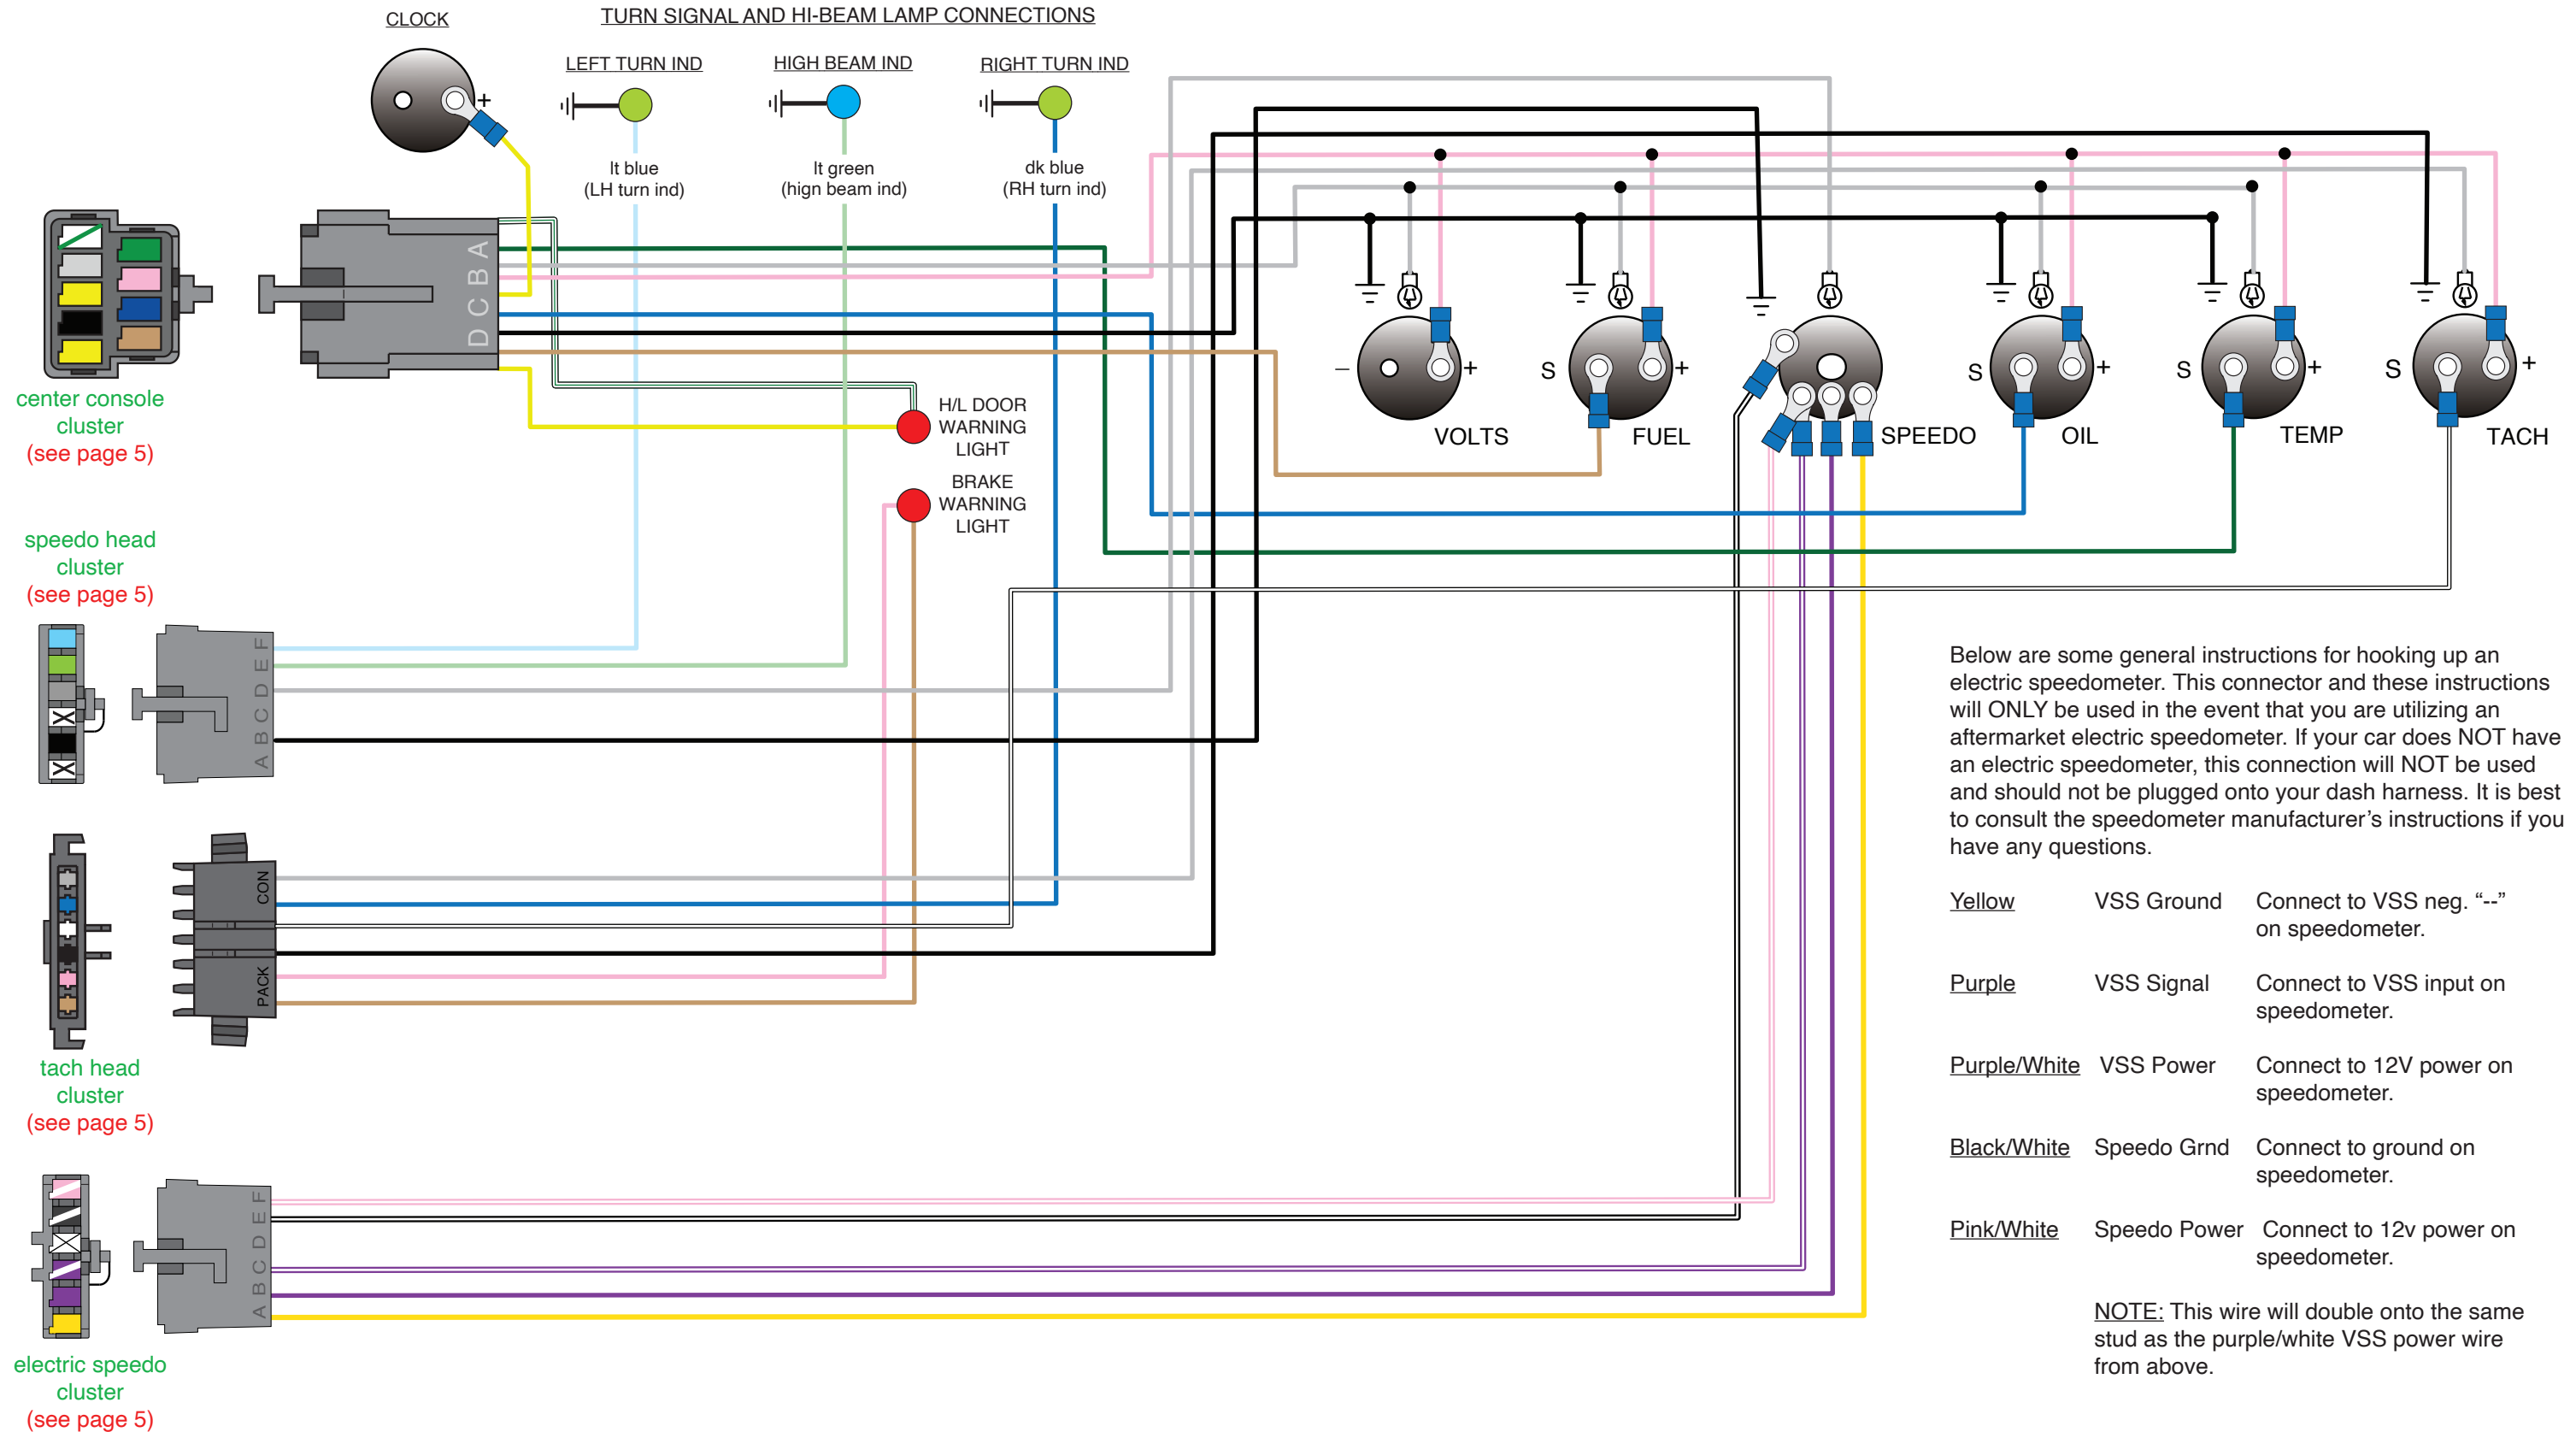 CLOCK
TURN SIGNAL AND HI-BEAM LAMP CONNECTIONS
LEFT TURN IND
HIGH BEAM IND
RIGHT TURN IND
+
lt blue
(LH turn ind)
lt green
(hign beam ind)
dk blue
(RH turn ind)
D C B A
center console
cluster
(see page 5)
H/L DOOR
WARNING
LIGHT
BRAKE
WARNING
LIGHT
– +
VOLTS
S +
FUEL
SPEEDO
S +
OIL
S +
TEMP
S +
TACH
speedo head
cluster
(see page 5)
X
X
A B C D E F
CON
PACK
tach head
cluster
(see page 5)
A B C D E F
electric speedo
cluster
(see page 5)
Below are some general instructions for hooking up an
electric speedometer. This connector and these instructions
will ONLY be used in the event that you are utilizing an
aftermarket electric speedometer. If your car does NOT have
an electric speedometer, this connection will NOT be used
and should not be plugged onto your dash harness. It is best
to consult the speedometer manufacturer’s instructions if you
have any questions.
Yellow VSS Ground Connect to VSS neg. “--”
on speedometer.
Purple VSS Signal Connect to VSS input on
speedometer.
Purple/White VSS Power Connect to 12V power on
speedometer.
Black/White Speedo Grnd Connect to ground on
speedometer.
Pink/White Speedo Power Connect to 12v power on
speedometer.
NOTE: This wire will double onto the same
stud as the purple/white VSS power wire
from above.